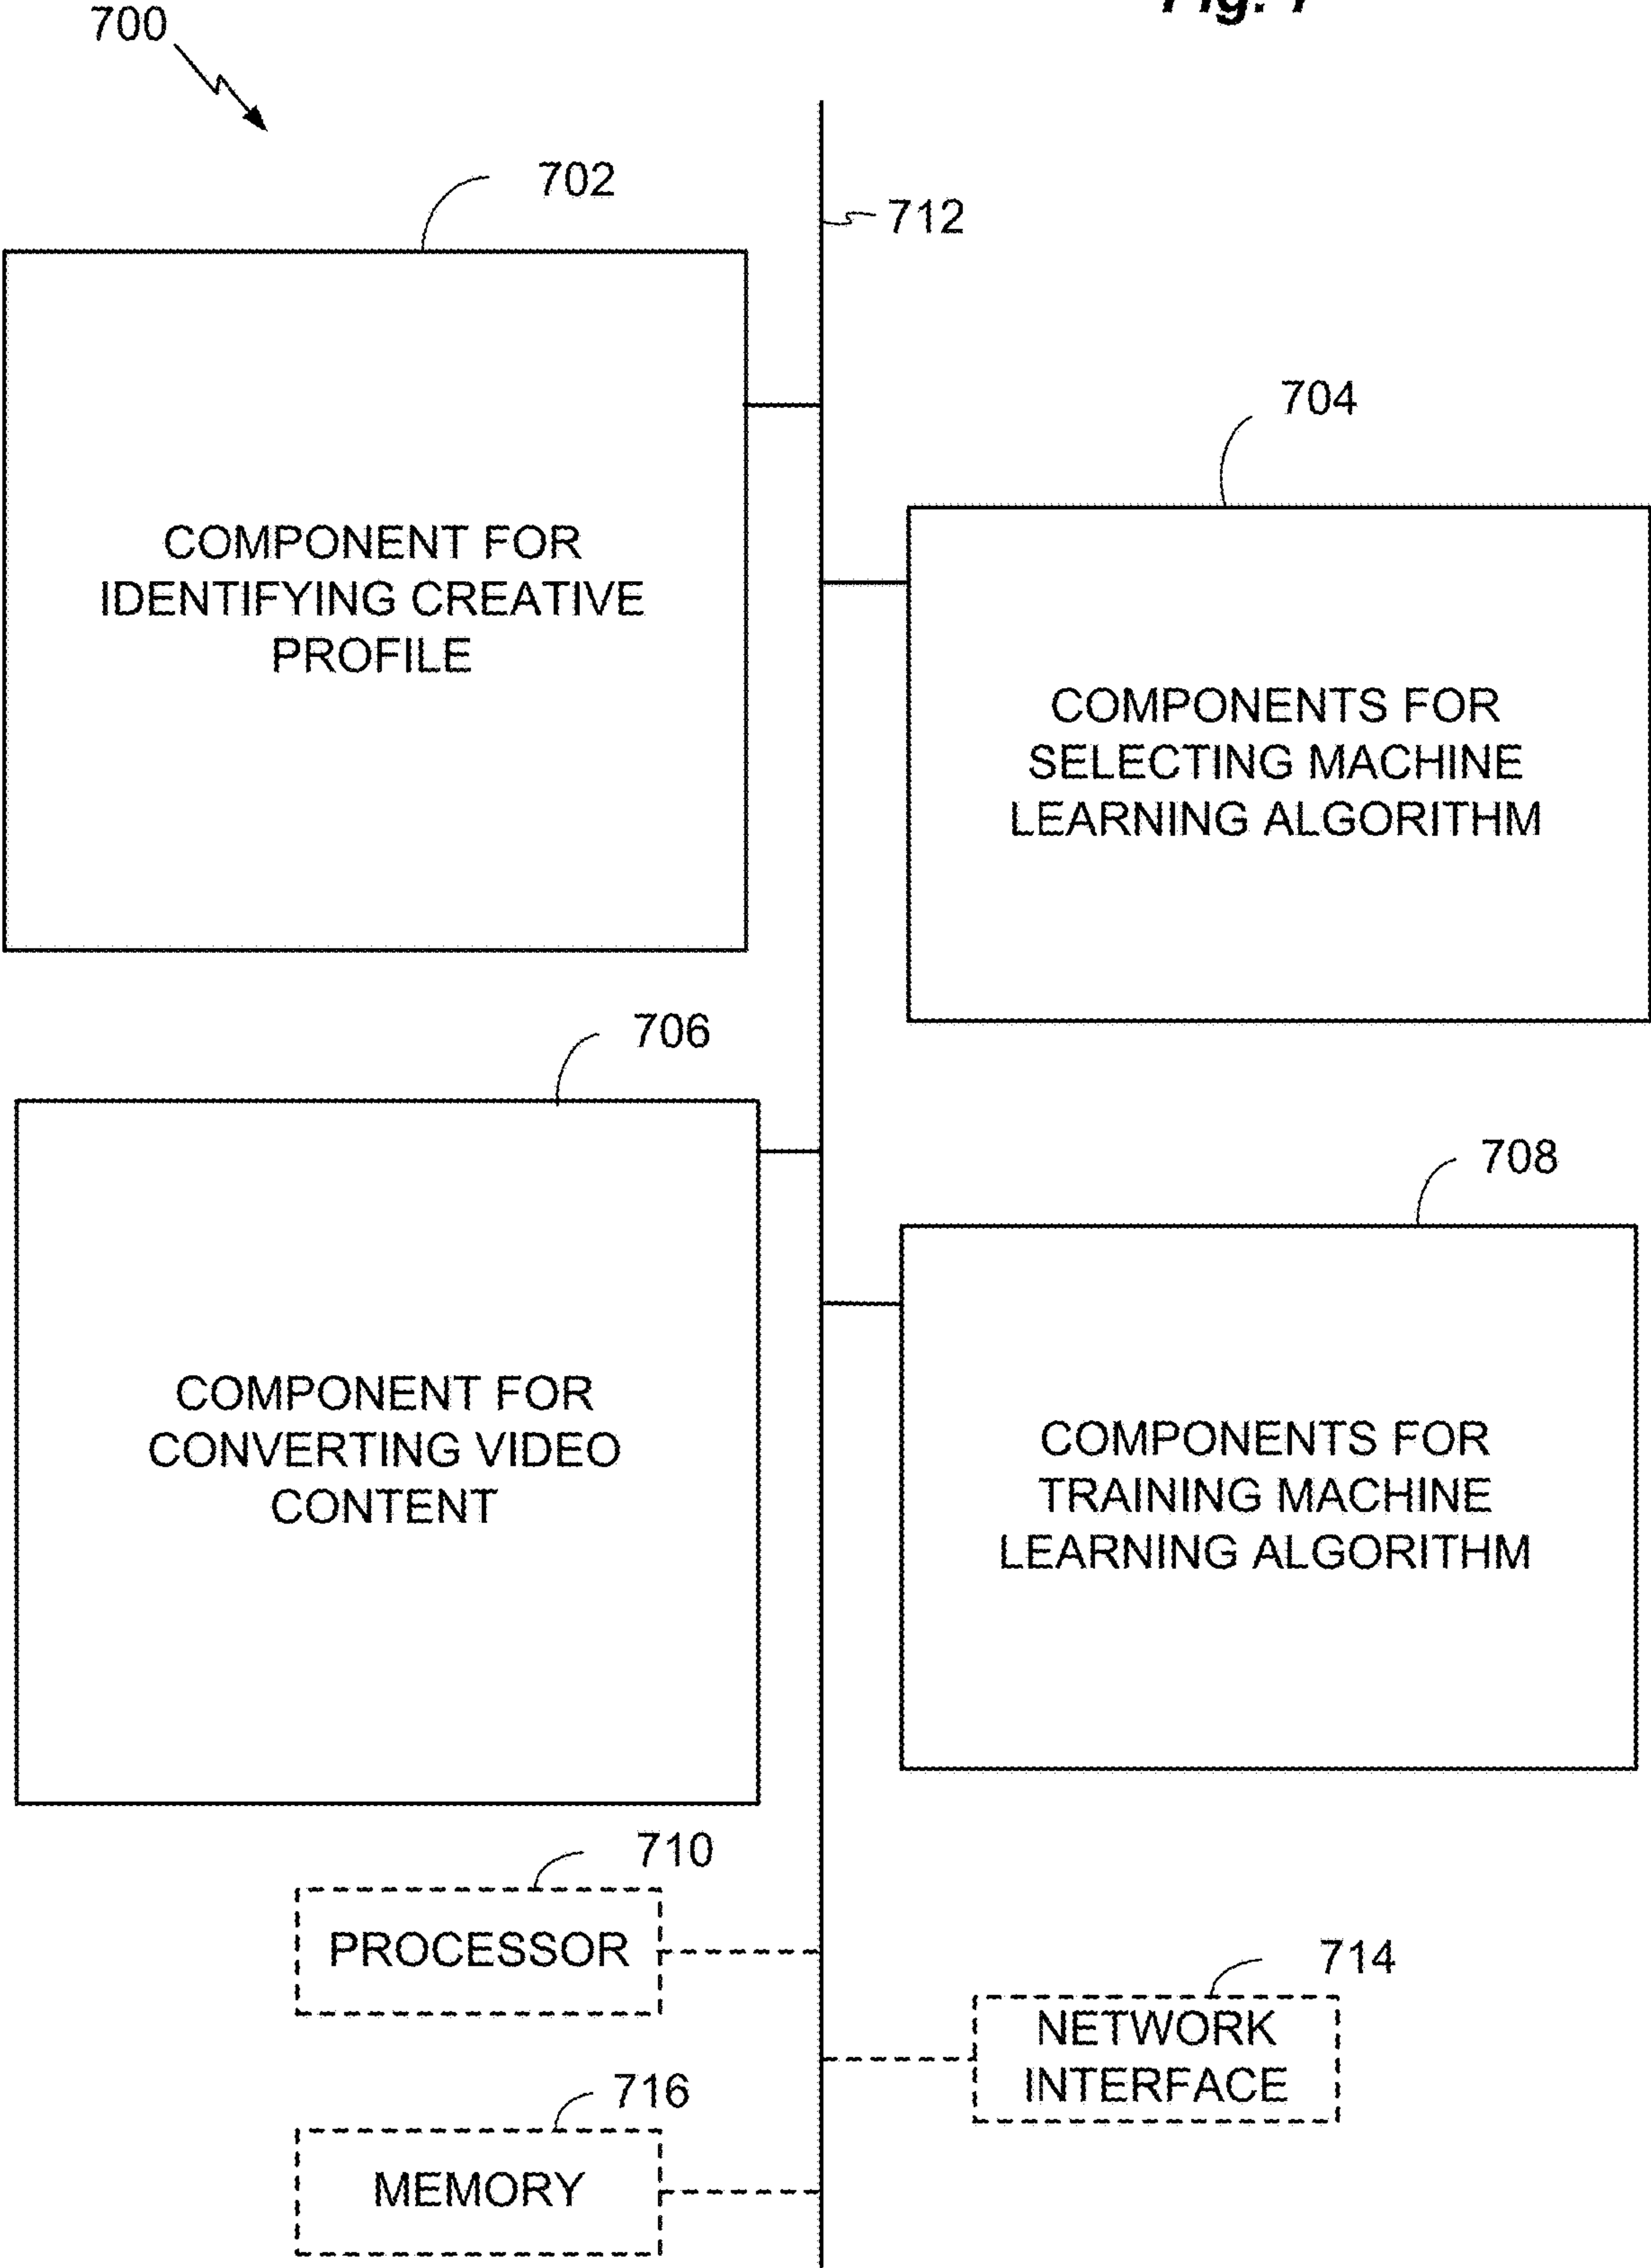 700
702
712
COMPONENT FOR
IDENTIFYING CREATIVE
PROFILE
704
COMPONENTS FOR
SELECTING MACHINE
LEARNING ALGORITHM
706
COMPONENT FOR
CONVERTING VIDEO
CONTENT
708
COMPONENTS FOR
TRAINING MACHINE
LEARNING ALGORITHM
710
PROCESSOR
714
NETWORK
INTERFACE
716
MEMORY